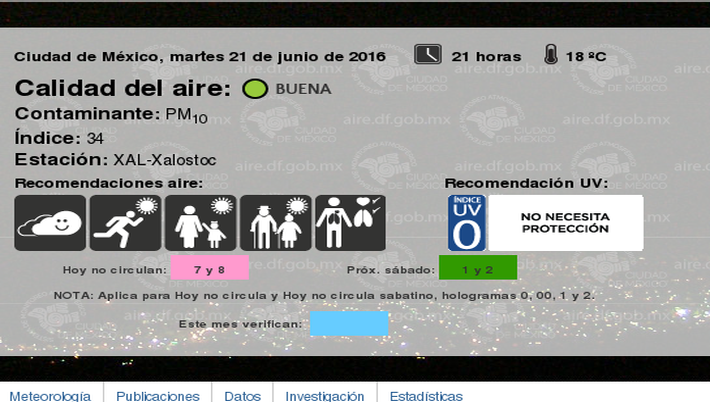 Ciudad de México, martes 21 de junio de 2016 21 horas 18 ºC
Calidad del aire: BUENA
Contaminante: PM10
Índice: 34
Estación: XAL-Xalostoc
Recomendaciones aire: Recomendación UV:
ÍNDICE
UV
0
NO NECESITA
PROTECCIÓN
Hoy no circulan: 7 y 8 Próx. sábado: 1 y 2
NOTA: Aplica para Hoy no circula y Hoy no circula sabatino, hologramas 0, 00, 1 y 2.
Este mes verifican:
Meteorología Publicaciones Datos Investigación Estadísticas